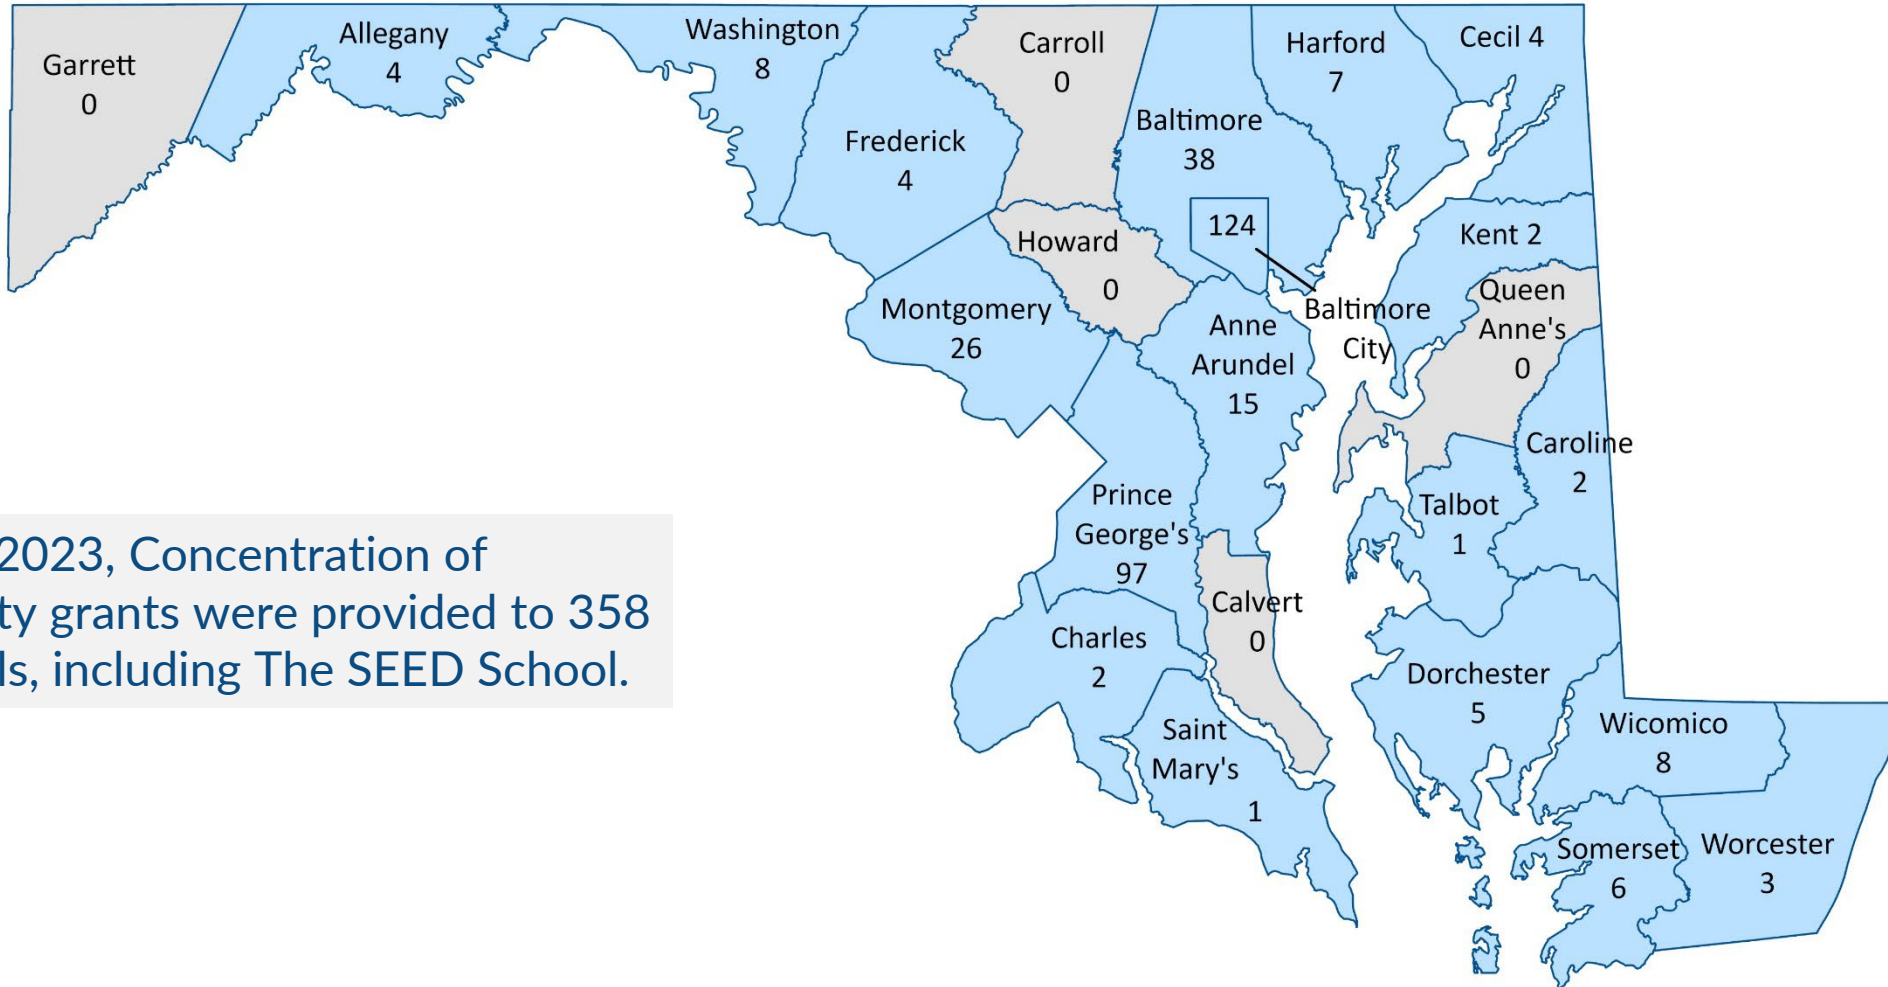 Garrett
0
Allegany
4
Washington
8
Frederick
4
Carroll
0
Baltimore
38
Harford
7
Cecil 4
124
Baltimore
City
Howard
0
Montgomery
26
Anne
Arundel
15
Kent 2
Queen
Anne's
0
Caroline
2
Talbot
1
Prince
George's
97
Calvert
0
Charles
2
Saint
Mary's
1
Dorchester
5
Wicomico
8
Somerset
6
Worcester
3
2023, Concentration of
ty grants were provided to 358
ls, including The SEED School.